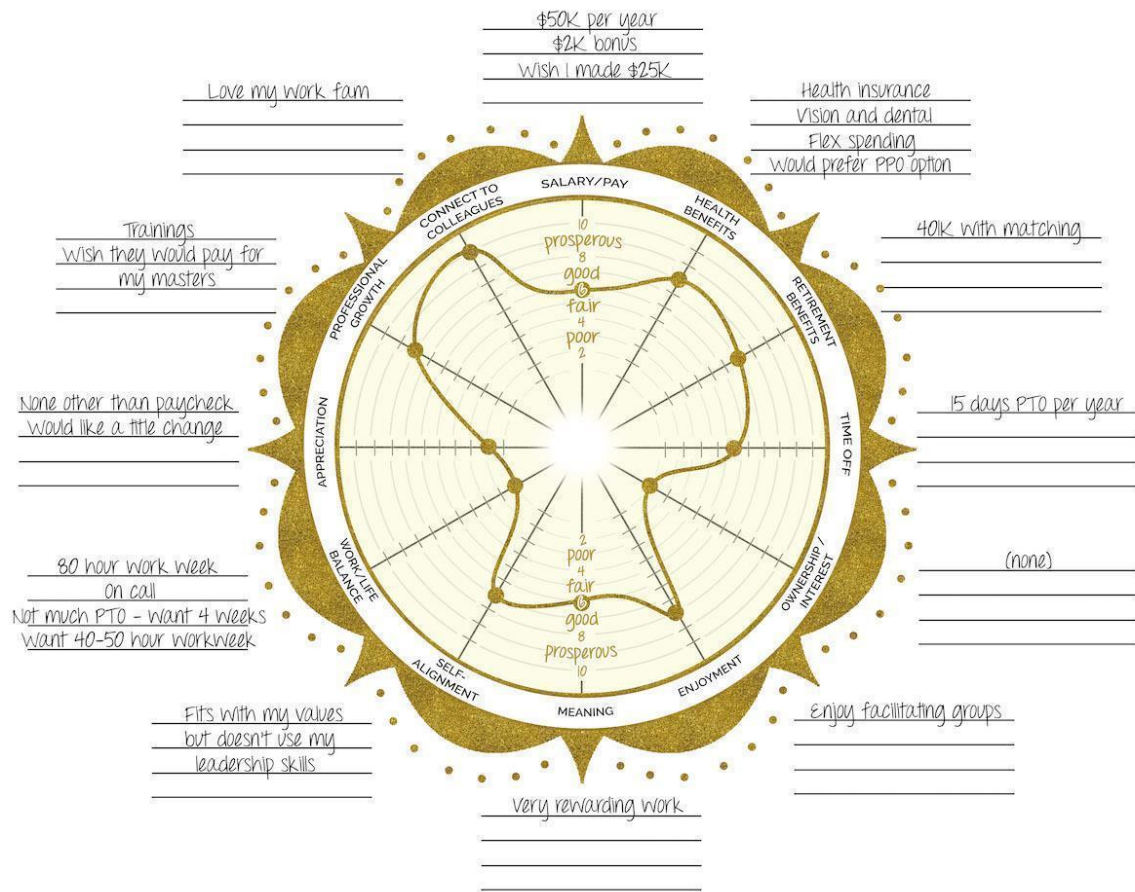 $50K per year
$2K bonus
Wish I made $25K
Love my work fam
Health insurance
Vision and dental
Flex spending
Would prefer PPO option
Trainings
Wish they would pay for
my masters
401K with matching
None other than paycheck
Would like a title change
15 days PTO per year
80 hour work week
On call
Not much PTO - want 4 weeks
Want 40-50 hour workweek
(none)
Fits with my values
but doesn't use my
leadership skills
Enjoy facilitating groups
Very rewarding work
SALARY/PAY
HEALTH
BENEFITS
RETIREMENT
BENEFITS
TIME OFF
OWNERSHIP /
INTEREST
ENJOYMENT
MEANING
SELF-
ALIGNMENT
WORK/LIFE
BALANCE
APPRECIATION
PROFESSIONAL
GROWTH
CONNECT TO
COLLEAGUES
10
prosperous
8
good
6
fair
4
poor
2
2
poor
4
fair
6
good
8
prosperous
10